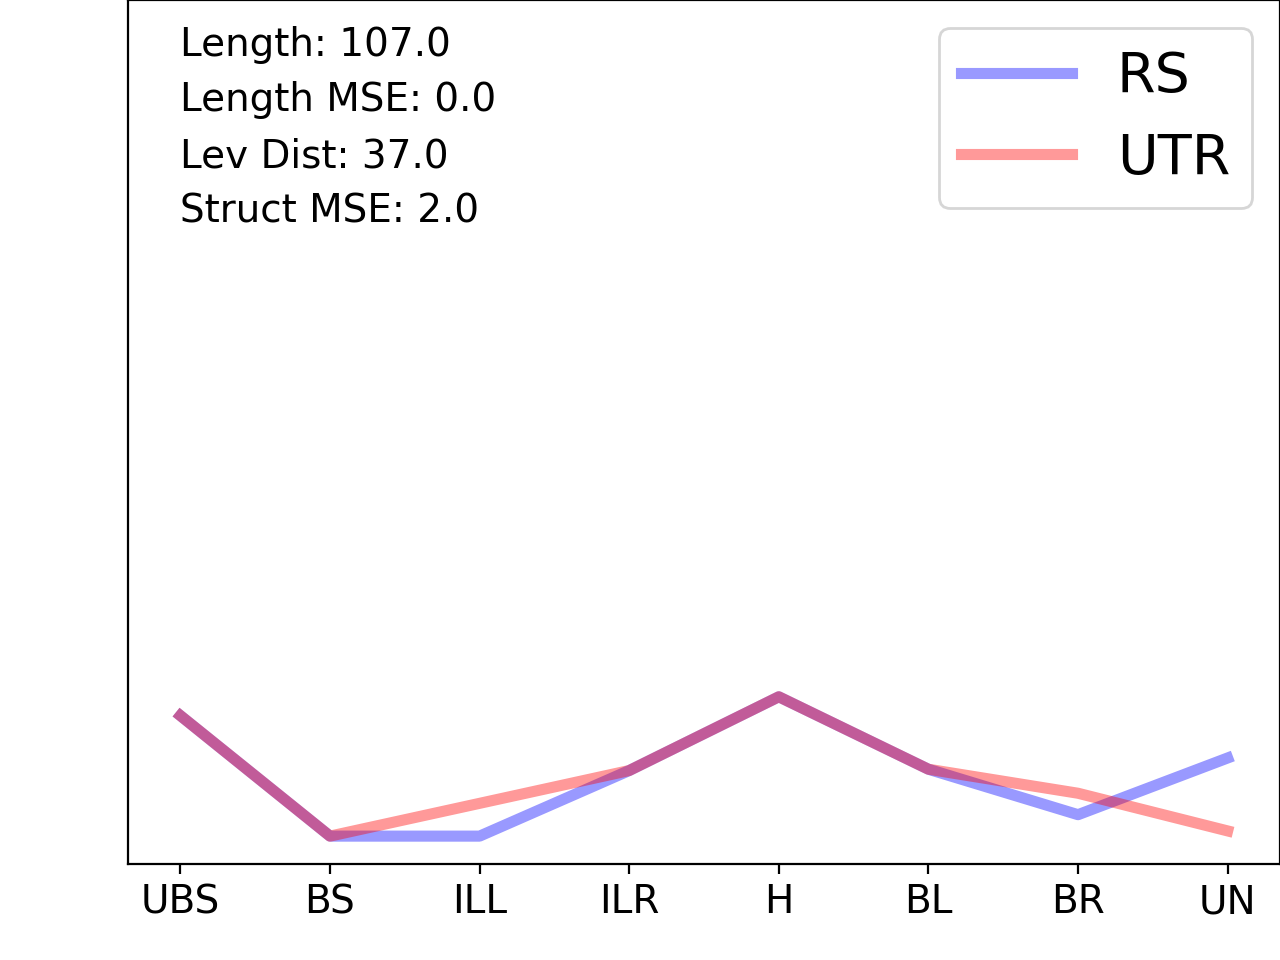 Length: 107.0
Length MSE: 0.0
Lev Dist: 37.0
Struct MSE: 2.0
RS
UTR
UBS BS ILL ILR H BL BR UN